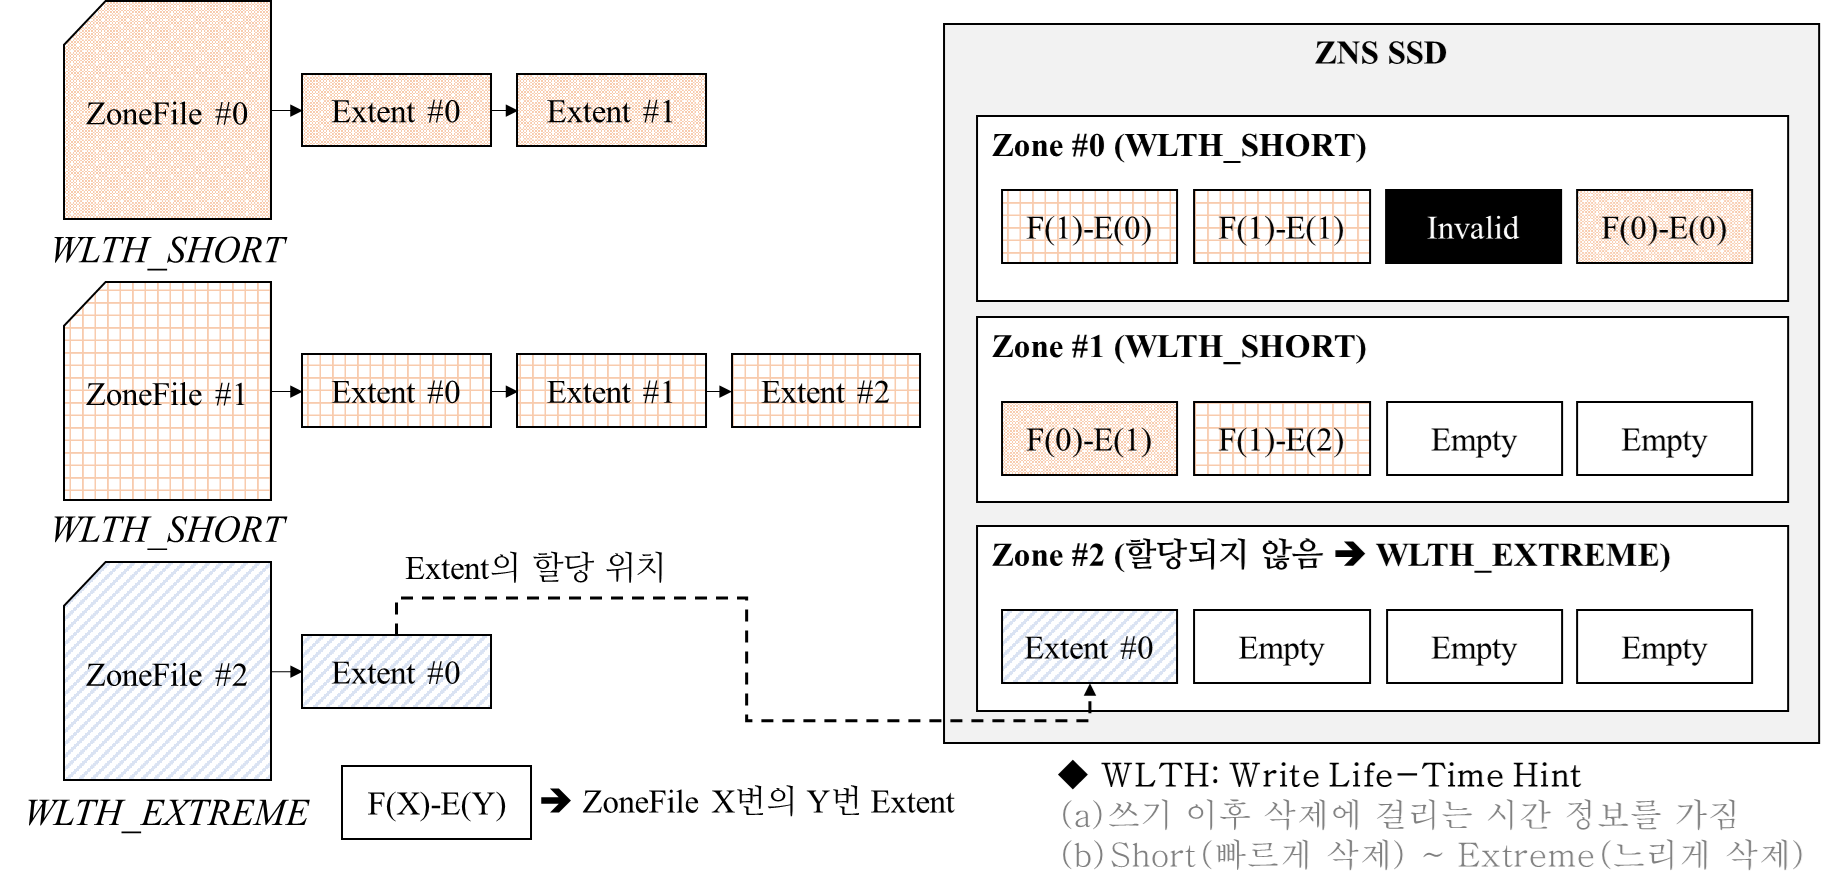 ZoneFile #0
Extent #0
Extent #1
WLTH_SHORT
ZoneFile #1
Extent #0
Extent #1
Extent #2
WLTH_SHORT
ZoneFile #2
Extent #0
Extent의 할당 위치
WLTH_EXTREME
F(X)-E(Y) ➔ ZoneFile X번의 Y번 Extent
ZNS SSD
Zone #0 (WLTH_SHORT)
F(1)-E(0)
F(1)-E(1)
Invalid
F(0)-E(0)
Zone #1 (WLTH_SHORT)
F(0)-E(1)
F(1)-E(2)
Empty
Empty
Zone #2 (할당되지 않음 ➔ WLTH_EXTREME)
Extent #0
Empty
Empty
Empty
◆ WLTH: Write Life-Time Hint
(a)쓰기 이후 삭제에 걸리는 시간 정보를 가짐
(b)Short(빠르게 삭제) ~ Extreme(느리게 삭제)